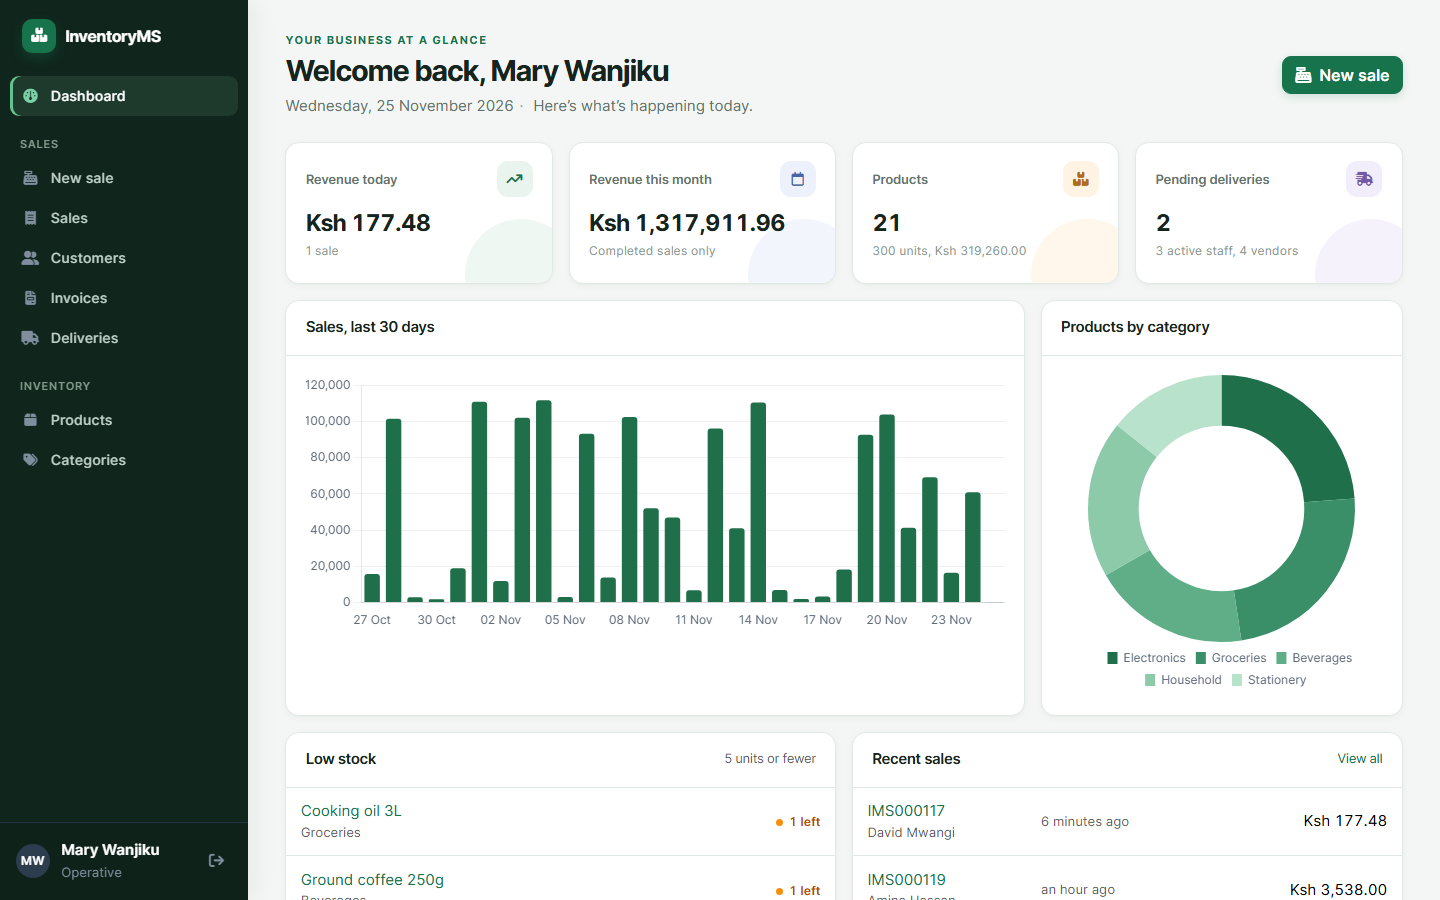 InventoryMS
Dashboard
SALES
New sale
Sales
Customers
Invoices
Deliveries
INVENTORY
Products
Categories
MW
Mary Wanjiku
Operative
YOUR BUSINESS AT A GLANCE
Welcome back, Mary Wanjiku
Wednesday, 25 November 2026 · Here's what's happening today.
New sale
Revenue today
Ksh 177.48
1 sale
Revenue this month
Ksh 1,317,911.96
Completed sales only
Products
21
300 units, Ksh 319,260.00
Pending deliveries
2
3 active staff, 4 vendors
Sales, last 30 days
120,000
100,000
80,000
60,000
40,000
20,000
0
27 Oct 30 Oct 02 Nov 05 Nov 08 Nov 11 Nov 14 Nov 17 Nov 20 Nov 23 Nov
Products by category
Electronics Groceries Beverages
Household Stationery
Low stock 5 units or fewer
Cooking oil 3L
Groceries
1 left
Ground coffee 250g
Beverages
1 left
Recent sales View all
IMS000117
David Mwangi
6 minutes ago
Ksh 177.48
IMS000119
Amina Hassan
an hour ago
Ksh 3,538.00